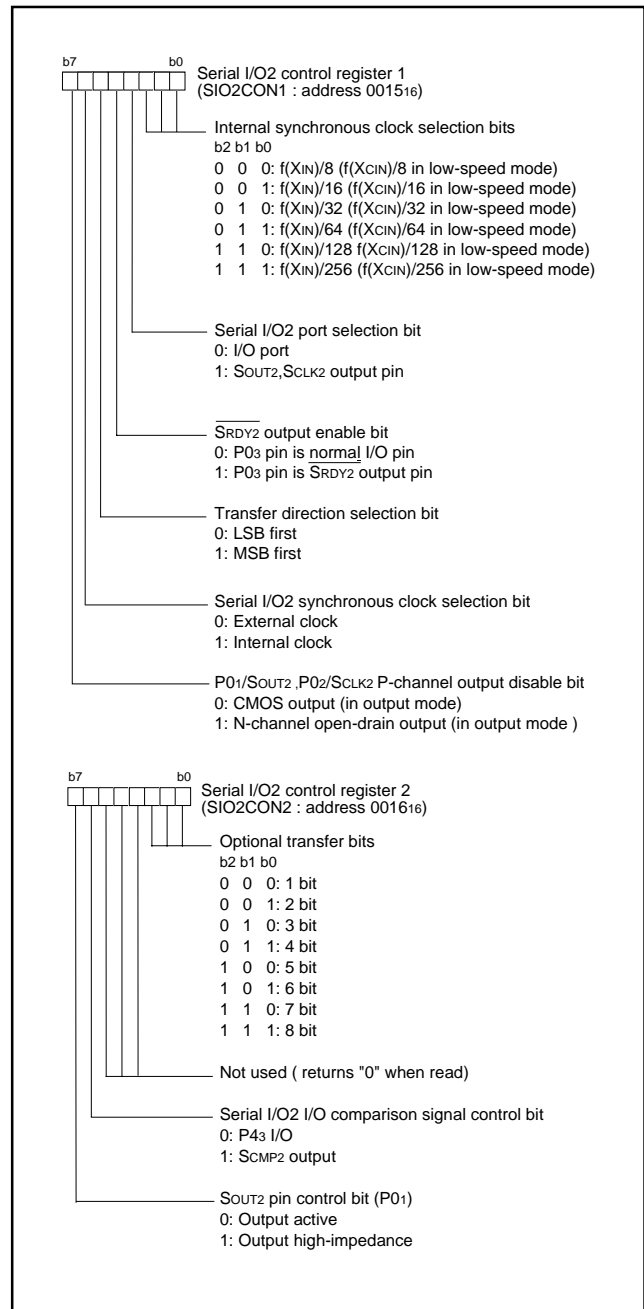 b7 b0
Serial I/O2 control register 1
(SIO2CON1 : address 001516)
Internal synchronous clock selection bits
b2 b1 b0
0 0 0: f(XIN)/8 (f(XCIN)/8 in low-speed mode)
0 0 1: f(XIN)/16 (f(XCIN)/16 in low-speed mode)
0 1 0: f(XIN)/32 (f(XCIN)/32 in low-speed mode)
0 1 1: f(XIN)/64 (f(XCIN)/64 in low-speed mode)
1 1 0: f(XIN)/128 f(XCIN)/128 in low-speed mode)
1 1 1: f(XIN)/256 (f(XCIN)/256 in low-speed mode)
Serial I/O2 port selection bit
0: I/O port
1: SOUT2,SCLK2 output pin
SRDY2 output enable bit
0: P03 pin is normal I/O pin
1: P03 pin is SRDY2 output pin
Transfer direction selection bit
0: LSB first
1: MSB first
Serial I/O2 synchronous clock selection bit
0: External clock
1: Internal clock
P01/SOUT2 ,P02/SCLK2 P-channel output disable bit
0: CMOS output (in output mode)
1: N-channel open-drain output (in output mode )
b7 b0
Serial I/O2 control register 2
(SIO2CON2 : address 001616)
Optional transfer bits
b2 b1 b0
0 0 0: 1 bit
0 0 1: 2 bit
0 1 0: 3 bit
0 1 1: 4 bit
1 0 0: 5 bit
1 0 1: 6 bit
1 1 0: 7 bit
1 1 1: 8 bit
Not used ( returns "0" when read)
Serial I/O2 I/O comparison signal control bit
0: P43 I/O
1: SCMP2 output
SOUT2 pin control bit (P01)
0: Output active
1: Output high-impedance